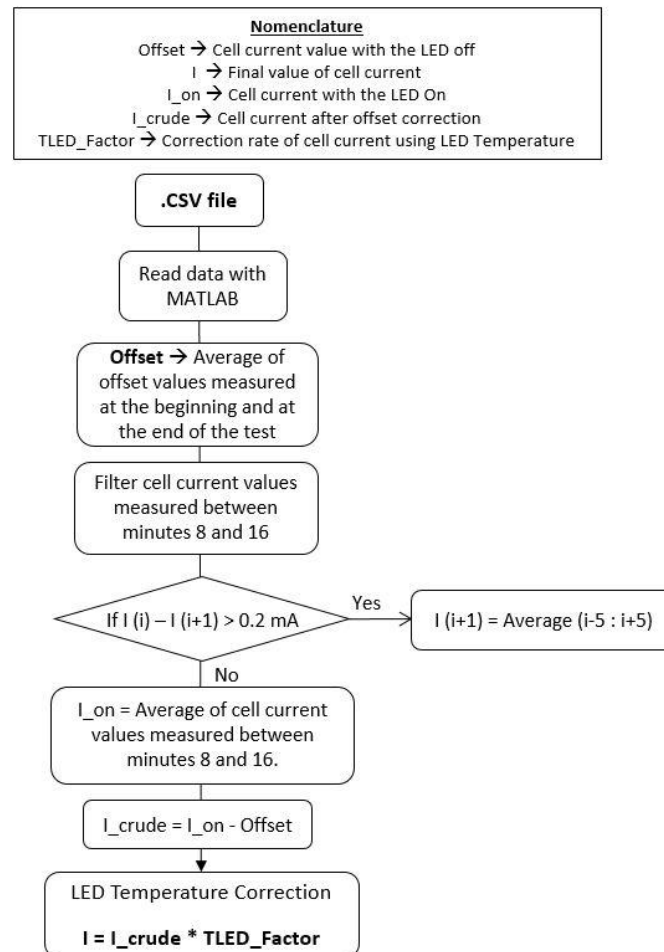 Nomenclature
Offset → Cell current value with the LED off
I → Final value of cell current
I_on → Cell current with the LED On
I_crude → Cell current after offset correction
TLED_Factor → Correction rate of cell current using LED Temperature
.CSV file
Read data with
MATLAB
Offset → Average of
offset values measured
at the beginning and at
the end of the test
Filter cell current values
measured between
minutes 8 and 16
If I (i) – I (i+1) > 0.2 mA
Yes
I (i+1) = Average (i-5 : i+5)
No
I_on = Average of cell current
values measured between
minutes 8 and 16.
I_crude = I_on - Offset
LED Temperature Correction
I = I_crude * TLED_Factor